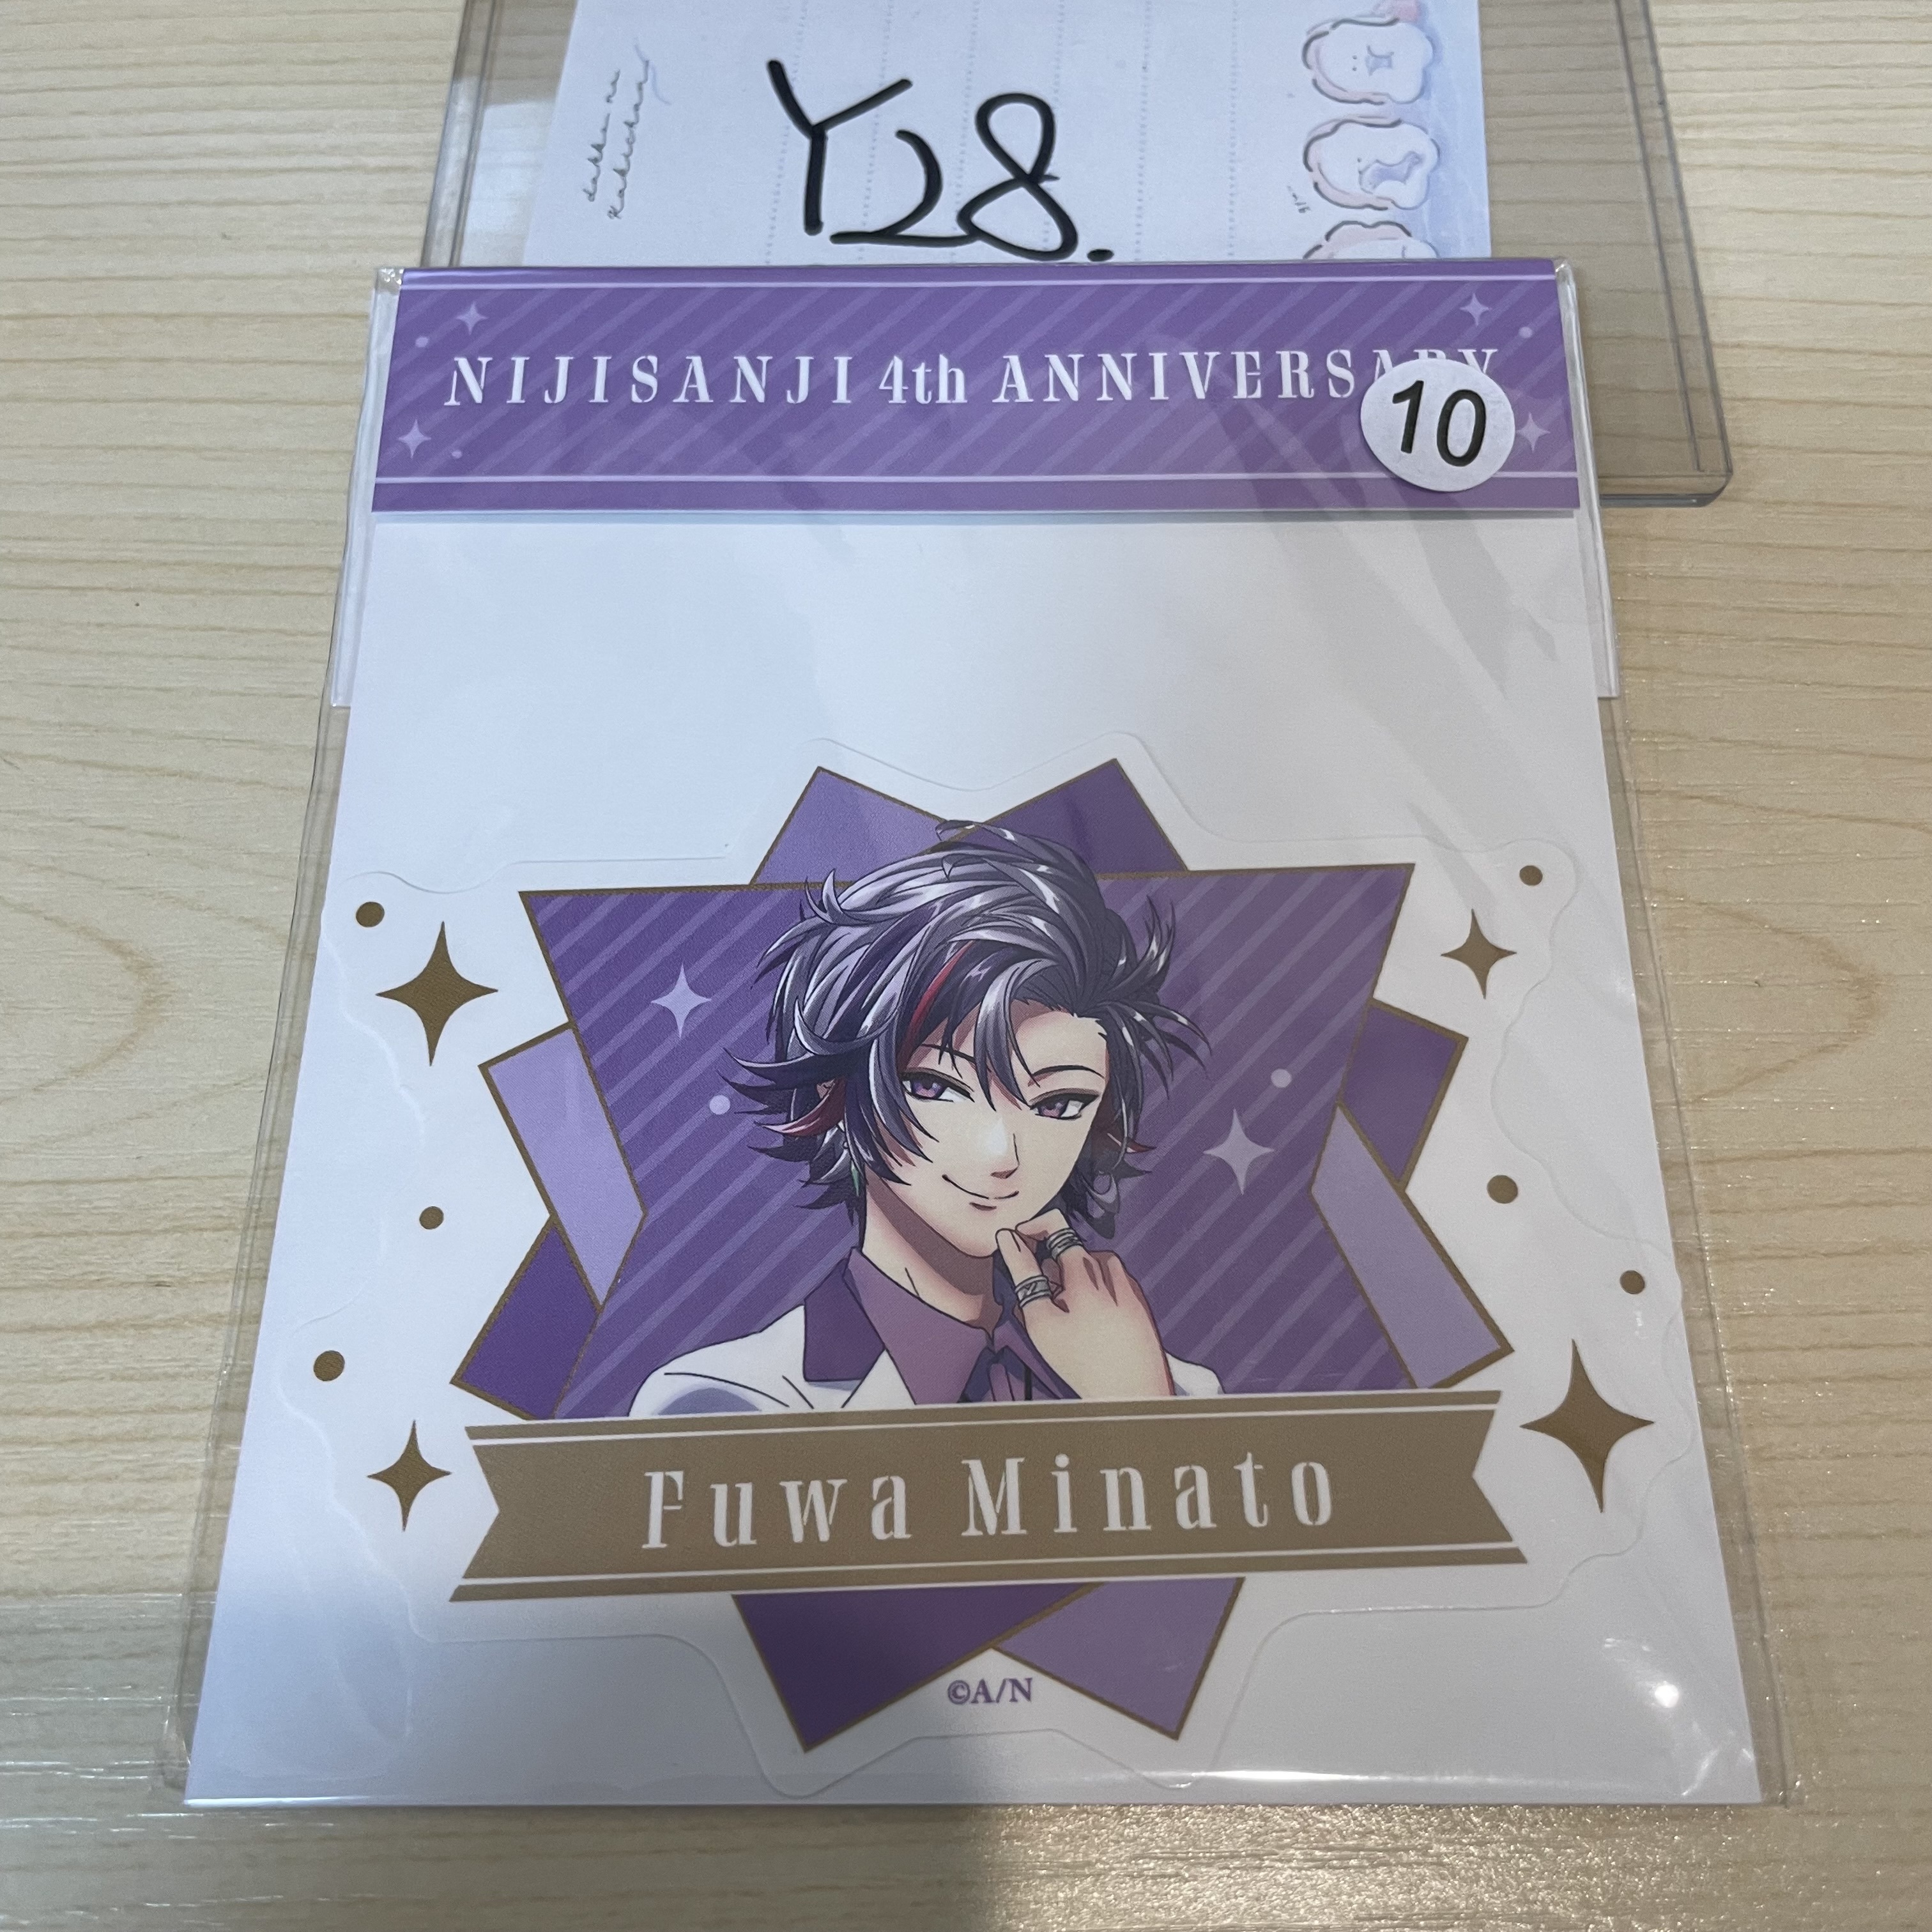 Y28.
NIJISANJI 4th ANNIVERSARY
10
Fuwa Minato
©A/N